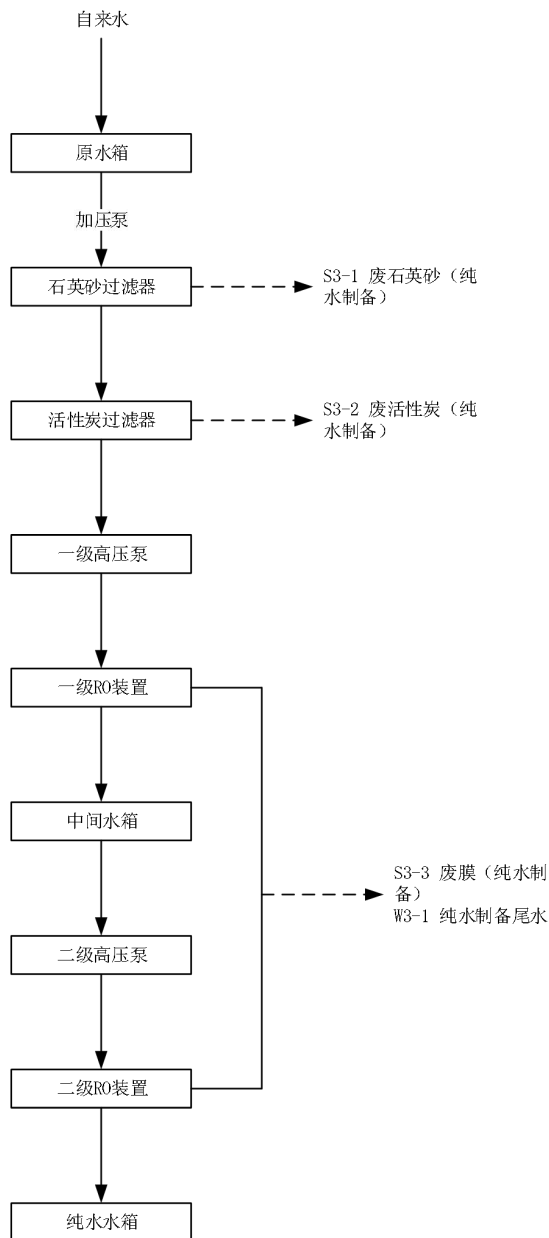 自来水
原水箱
加压泵
石英砂过滤器
S3-1 废石英砂（纯
水制备）
活性炭过滤器
S3-2 废活性炭（纯
水制备）
一级高压泵
一级RO装置
中间水箱
S3-3 废膜（纯水制
备）
W3-1 纯水制备尾水
二级高压泵
二级RO装置
纯水水箱